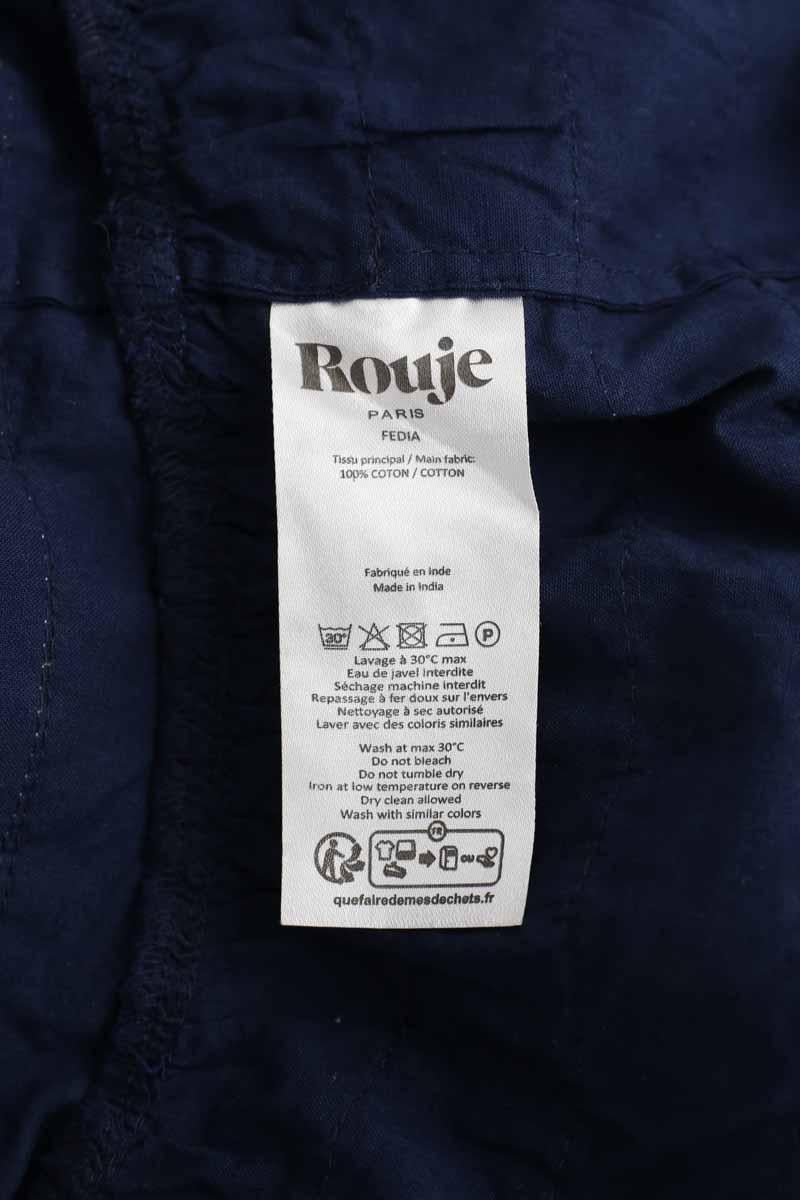 Rouje
PARIS
FEDIA
Tissu principal / Main fabric:
100% COTON / COTTON
Fabriqué en Inde
Made in India
30° P
Lavage à 30°C max
Eau de javel interdite
Séchage machine interdit
Repassage à fer doux sur l'envers
Nettoyage à sec autorisé
Laver avec des coloris similaires
Wash at max 30°C
Do not bleach
Do not tumble dry
Iron at low temperature on reverse
Dry clean allowed
Wash with similar colors
FR
ou
quefairedemesdechets.fr